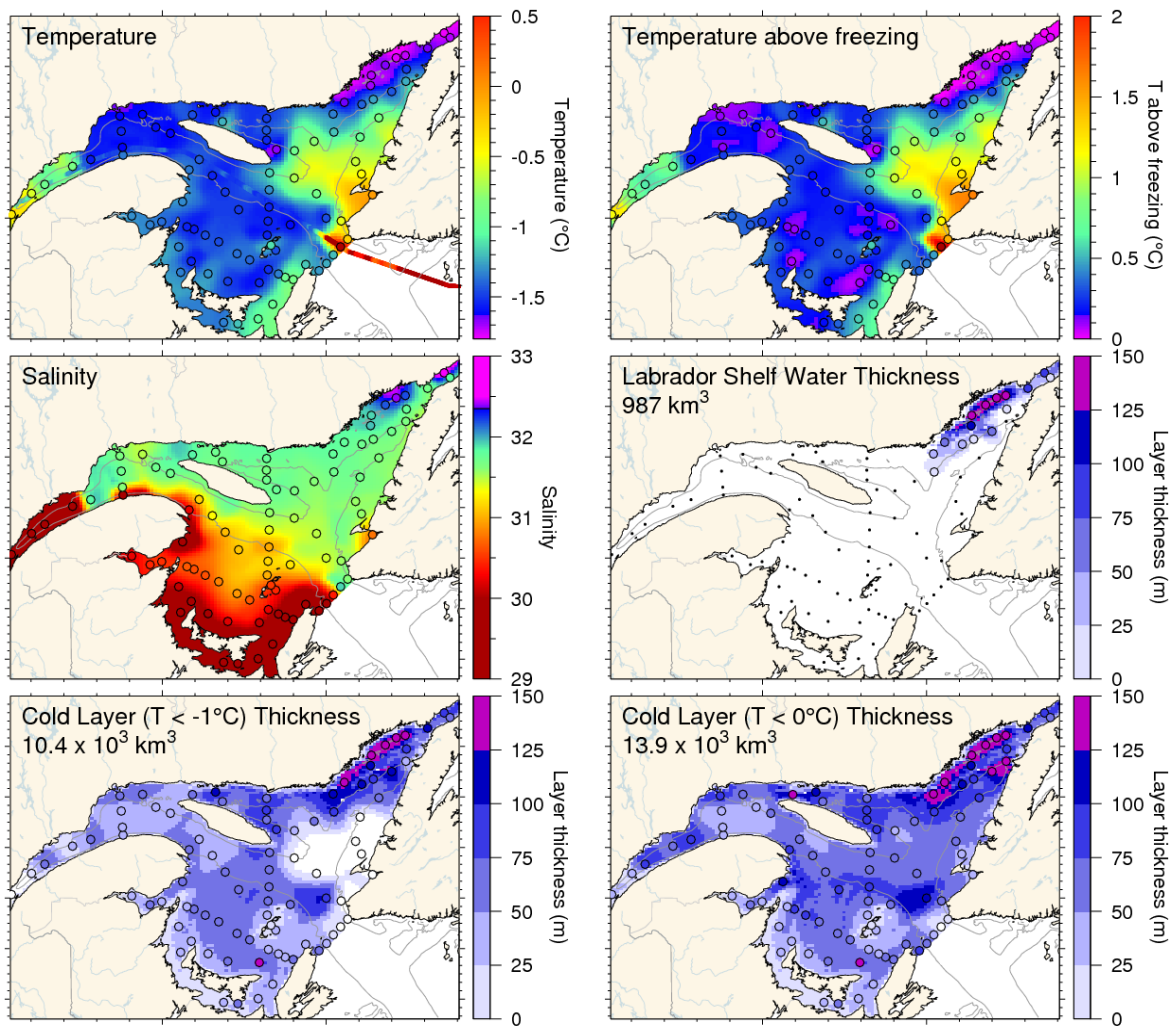 Temperature
0.5
0
-0.5
-1
-1.5
Temperature (°C)
Temperature above freezing
2
1.5
1
0.5
0
T above freezing (°C)
Salinity
33
32
31
30
29
Salinity
Labrador Shelf Water Thickness
987 km³
150
125
100
75
50
25
0
Layer thickness (m)
Cold Layer (T < -1°C) Thickness
10.4 x 10³ km³
150
125
100
75
50
25
0
Layer thickness (m)
Cold Layer (T < 0°C) Thickness
13.9 x 10³ km³
150
125
100
75
50
25
0
Layer thickness (m)